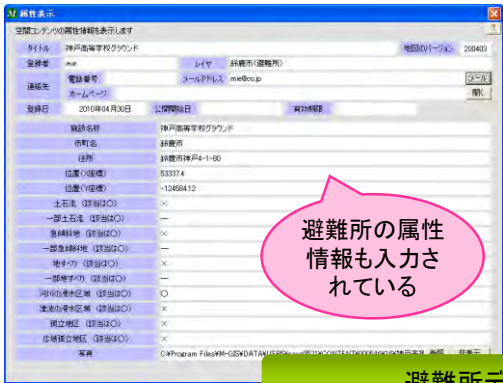 属性表示
空間コンテンツの属性情報を表示します
タイトル 神戸高等学校グラウンド 地図のバージョン 200403
登録者 mie レイヤ 鈴鹿市(避難所)
連絡先 電話番号 メールアドレス mie@co.jp メール
ホームページ 開く
登録日 2010年04月30日 公開開始日 有効期限
施設名称 神戸高等学校グラウンド
市町名 鈴鹿市
住所 鈴鹿市神戸4-1-80
位置(X座標) 53337.4
位置(Y座標) -124584.12
土石流 (該当は○) ×
一部土石流 (該当は○) ―
急傾斜地 (該当は○) ×
一部急傾斜地 (該当は○) ―
地すべり (該当は○) ×
一部地すべり (該当は○) ―
河川の浸水区域 (該当は○) ○
津波の浸水区域 (該当は○) ×
孤立地区 (該当は○) ×
広域孤立地区 (該当は○) ×
写真 参照 非表示
避難所の属性
情報も入力さ
れている